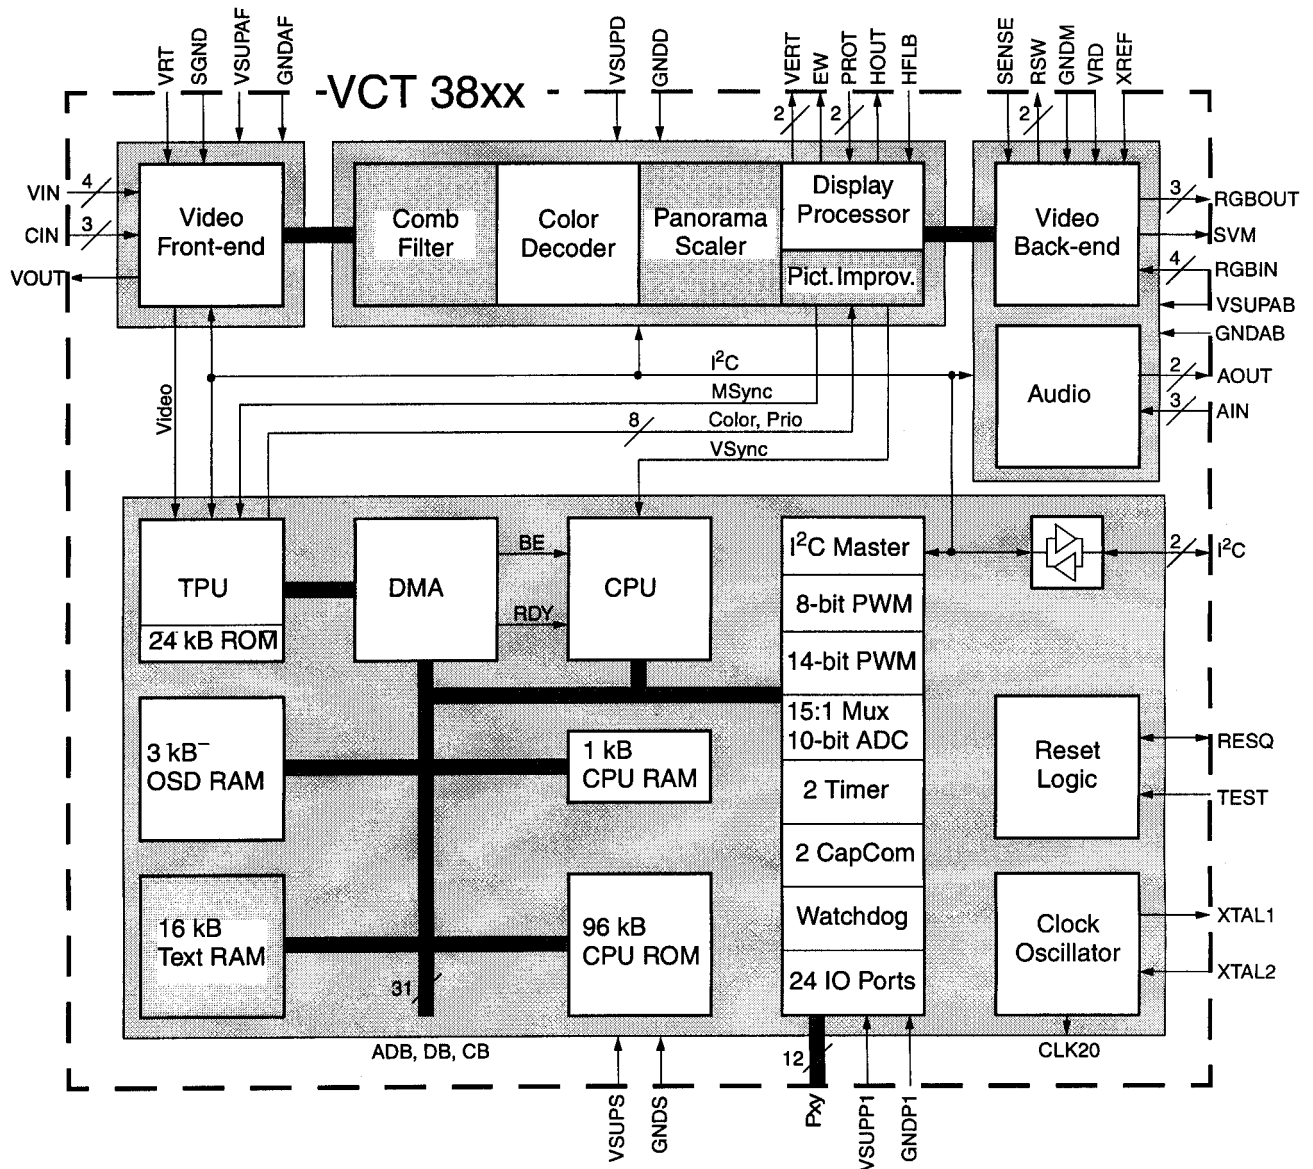 VRT
SGND
VSUPAF
GNDAF
VCT 38xx
VSUPD
GNDD
VERT
EW
PROT
HOUT
HFLB
SENSE
RSW
GNDM
VRD
XREF
2
2
2
VIN
4
CIN
3
VOUT
Video
Front-end
Comb
Filter
Color
Decoder
Panorama
Scaler
Display
Processor
Pict. Improv.
Video
Back-end
3
RGBOUT
SVM
4
RGBIN
VSUPAB
GNDAB
Audio
2
AOUT
3
AIN
Video
I²C
MSync
8
Color, Prio
VSync
TPU
24 kB ROM
DMA
BE
RDY
CPU
I²C Master
8-bit PWM
14-bit PWM
15:1 Mux
10-bit ADC
2 Timer
2 CapCom
Watchdog
24 IO Ports
2
I²C
3 kB
OSD RAM
1 kB
CPU RAM
Reset
Logic
RESQ
TEST
16 kB
Text RAM
96 kB
CPU ROM
Clock
Oscillator
XTAL1
XTAL2
31
ADB, DB, CB
12
CLK20
VSUPS
GNDS
Pxy
VSUPP1
GNDP1